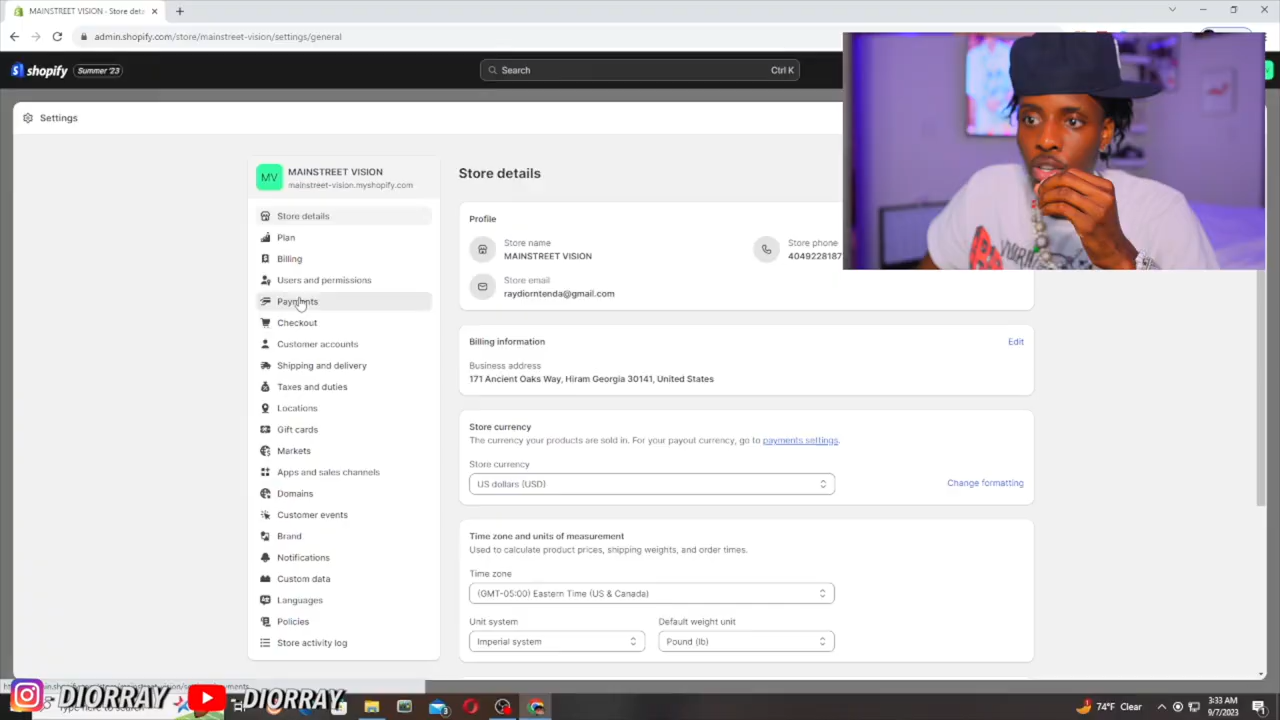 MAINSTREET VISION - Store deta
admin.shopify.com/store/mainstreet-vision/settings/general
shopify Summer '23 Search Ctrl K
Settings
MV MAINSTREET VISION
mainstreet-vision.myshopify.com
Store details
Plan
Billing
Users and permissions
Payments
Checkout
Customer accounts
Shipping and delivery
Taxes and duties
Locations
Gift cards
Markets
Apps and sales channels
Domains
Customer events
Brand
Notifications
Custom data
Languages
Policies
Store activity log
Store details
Profile
Store name
MAINSTREET VISION
Store phone
4049228187
Store email
raydiorntenda@gmail.com
Billing information Edit
Business address
171 Ancient Oaks Way, Hiram Georgia 30141, United States
Store currency
The currency your products are sold in. For your payout currency, go to payments settings.
Store currency
US dollars (USD) Change formatting
Time zone and units of measurement
Used to calculate product prices, shipping weights, and order times.
Time zone
(GMT-05:00) Eastern Time (US & Canada)
Unit system Default weight unit
Imperial system Pound (lb)
DIORRAY DIORRAY
74°F Clear 3:33 AM
9/7/2023